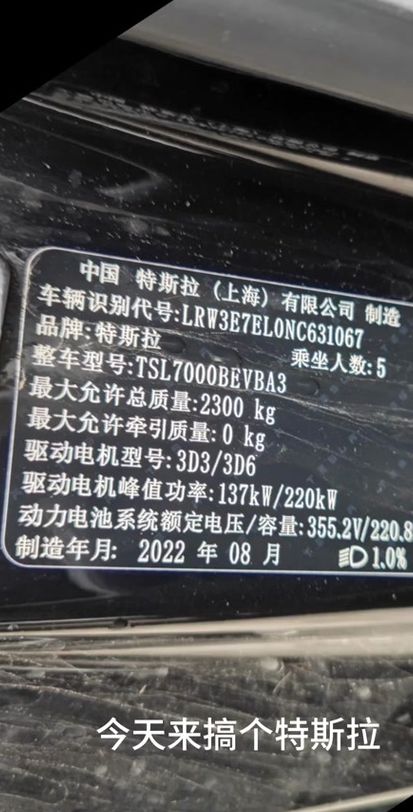 中国 特斯拉（上海）有限公司 制造
车辆识别代号:LRW3E7EL0NC631067
品牌:特斯拉 乘坐人数:5
整车型号:TSL7000BEVBA3
最大允许总质量:2300 kg
最大允许牵引质量:0 kg
驱动电机型号:3D3/3D6
驱动电机峰值功率:137kW/220kW
动力电池系统额定电压/容量:355.2V/220.8
制造年月: 2022 年 08 月 1.0%
今天来搞个特斯拉